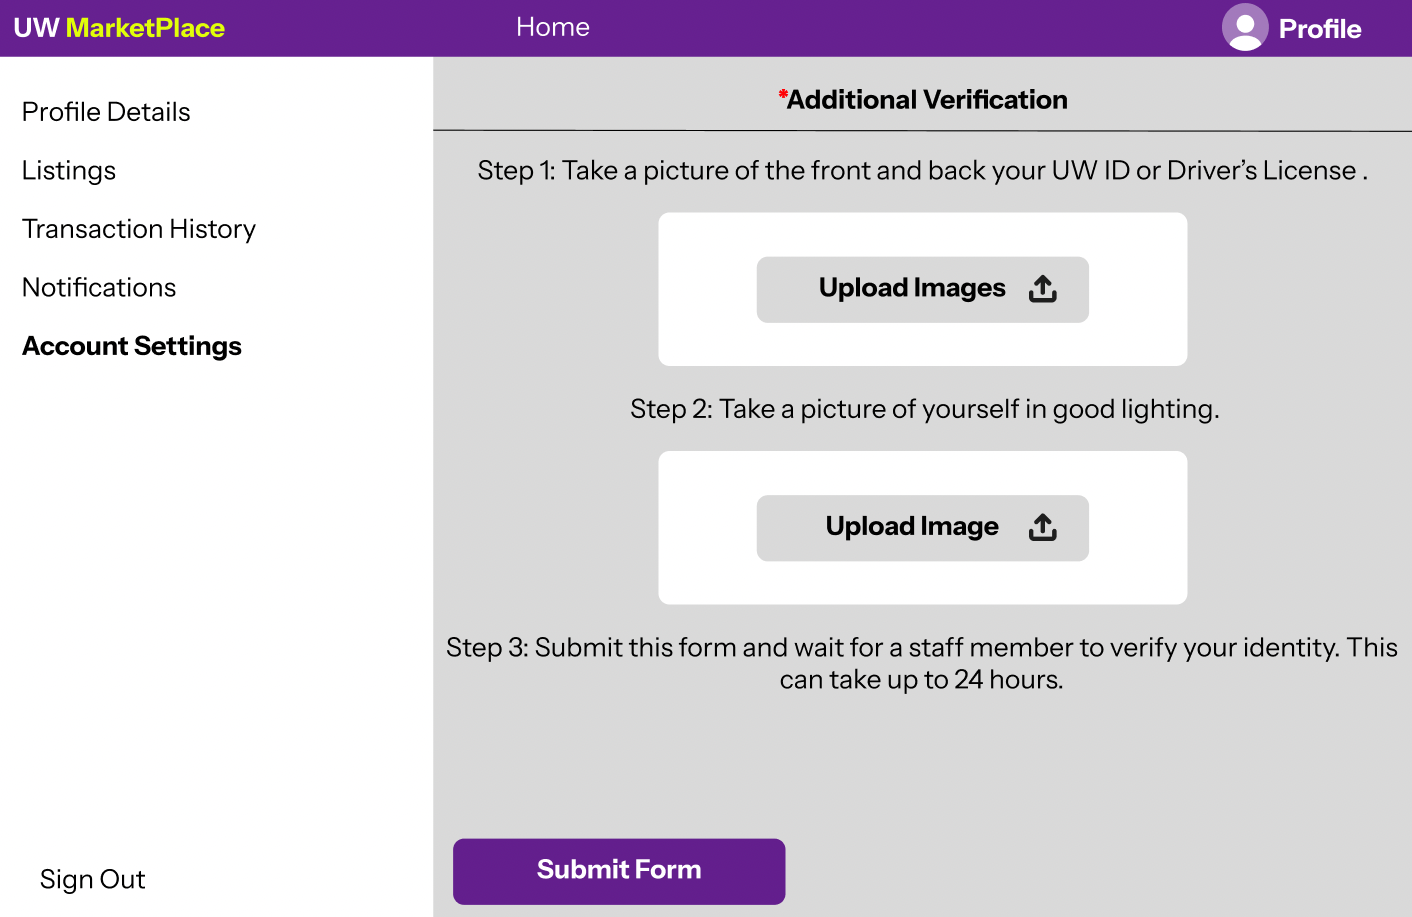 UW MarketPlace
Home
Profile
Profile Details
Listings
Transaction History
Notifications
Account Settings
Sign Out
*Additional Verification
Step 1: Take a picture of the front and back your UW ID or Driver’s License .
Upload Images
Step 2: Take a picture of yourself in good lighting.
Upload Image
Step 3: Submit this form and wait for a staff member to verify your identity. This
can take up to 24 hours.
Submit Form